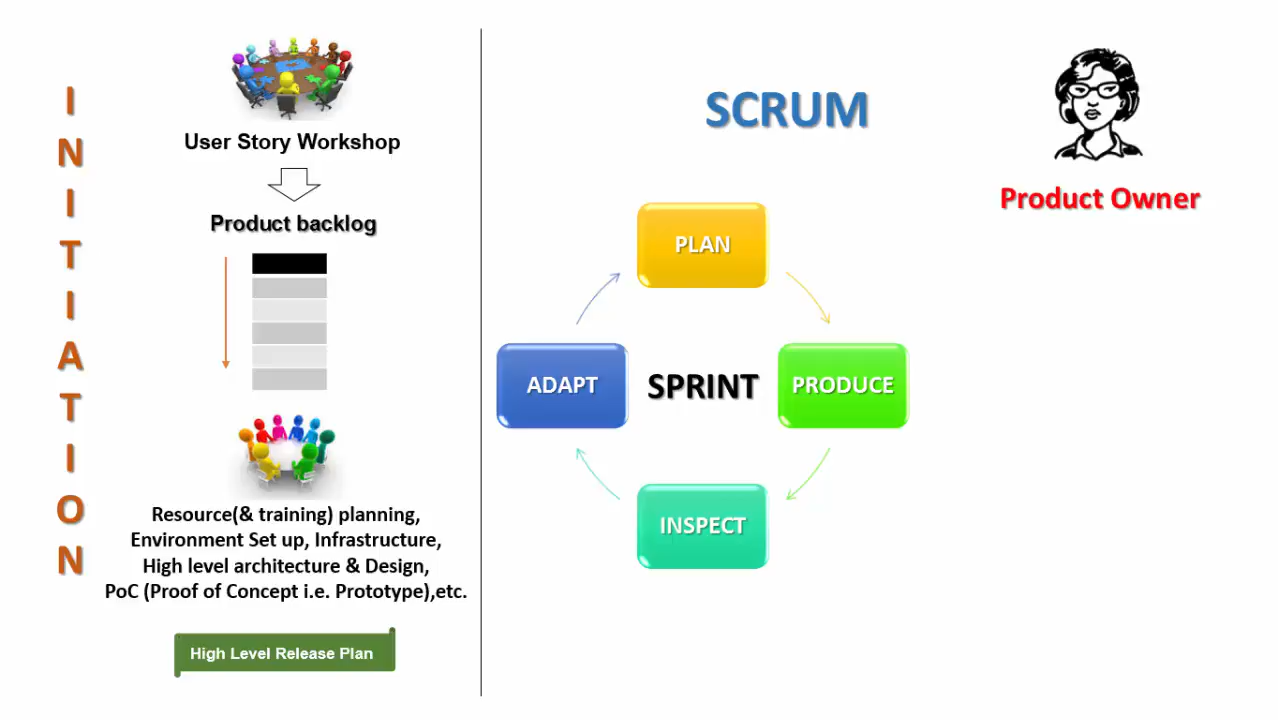 INITIATION
User Story Workshop
Product backlog
Resource(& training) planning,
Environment Set up, Infrastructure,
High level architecture & Design,
PoC (Proof of Concept i.e. Prototype),etc.
High Level Release Plan
SCRUM
Product Owner
PLAN
ADAPT
SPRINT
PRODUCE
INSPECT